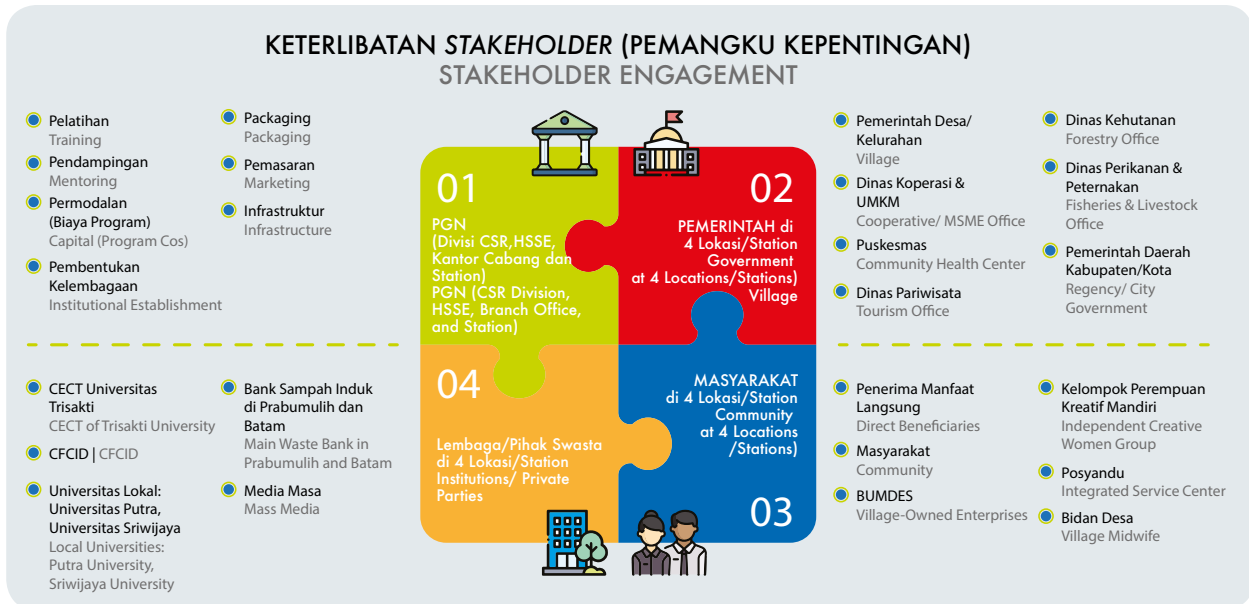 KETERLIBATAN STAKEHOLDER (PEMANGKU KEPENTINGAN)
STAKEHOLDER ENGAGEMENT
Pelatihan
Training
Pendampingan
Mentoring
Permodalan
(Biaya Program)
Capital (Program Cos)
Pembentukan
Kelembagaan
Institutional Establishment
Packaging
Packaging
Pemasaran
Marketing
Infrastruktur
Infrastructure
01
PGN
(Divisi CSR,HSSE,
Kantor Cabang dan
Station)
PGN (CSR Division,
HSSE, Branch Office,
and Station)
02
PEMERINTAH di
4 Lokasi/Station
Government
at 4 Locations/Stations)
Village
Pemerintah Desa/
Kelurahan
Village
Dinas Koperasi &
UMKM
Cooperative/ MSME Office
Puskesmas
Community Health Center
Dinas Pariwisata
Tourism Office
Dinas Kehutanan
Forestry Office
Dinas Perikanan &
Peternakan
Fisheries & Livestock
Office
Pemerintah Daerah
Kabupaten/Kota
Regency/ City
Government
CECT Universitas
Trisakti
CECT of Trisakti University
CFCID | CFCID
Universitas Lokal:
Universitas Putra,
Universitas Sriwijaya
Local Universities:
Putra University,
Sriwijaya University
Bank Sampah Induk
di Prabumulih dan
Batam
Main Waste Bank in
Prabumulih and Batam
Media Masa
Mass Media
04
Lembaga/Pihak Swasta
di 4 Lokasi/Station
Institutions/ Private
Parties
MASYARAKAT
di 4 Lokasi/Station
Community
at 4 Locations
/Stations)
03
Penerima Manfaat
Langsung
Direct Beneficiaries
Masyarakat
Community
BUMDES
Village-Owned Enterprises
Kelompok Perempuan
Kreatif Mandiri
Independent Creative
Women Group
Posyandu
Integrated Service Center
Bidan Desa
Village Midwife